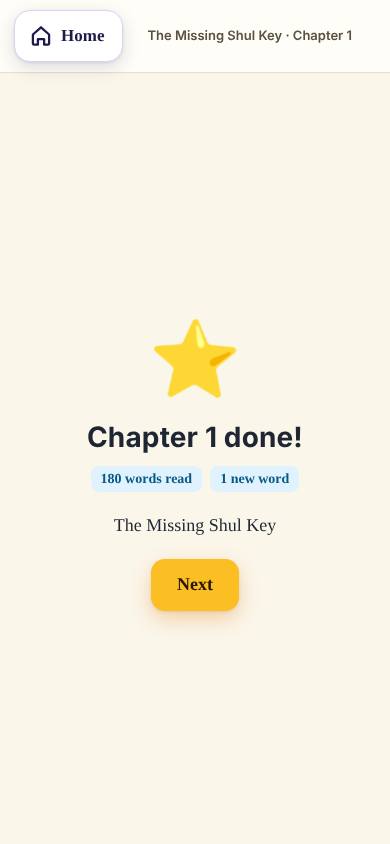 Home
The Missing Shul Key · Chapter 1
Chapter 1 done!
180 words read
1 new word
The Missing Shul Key
Next